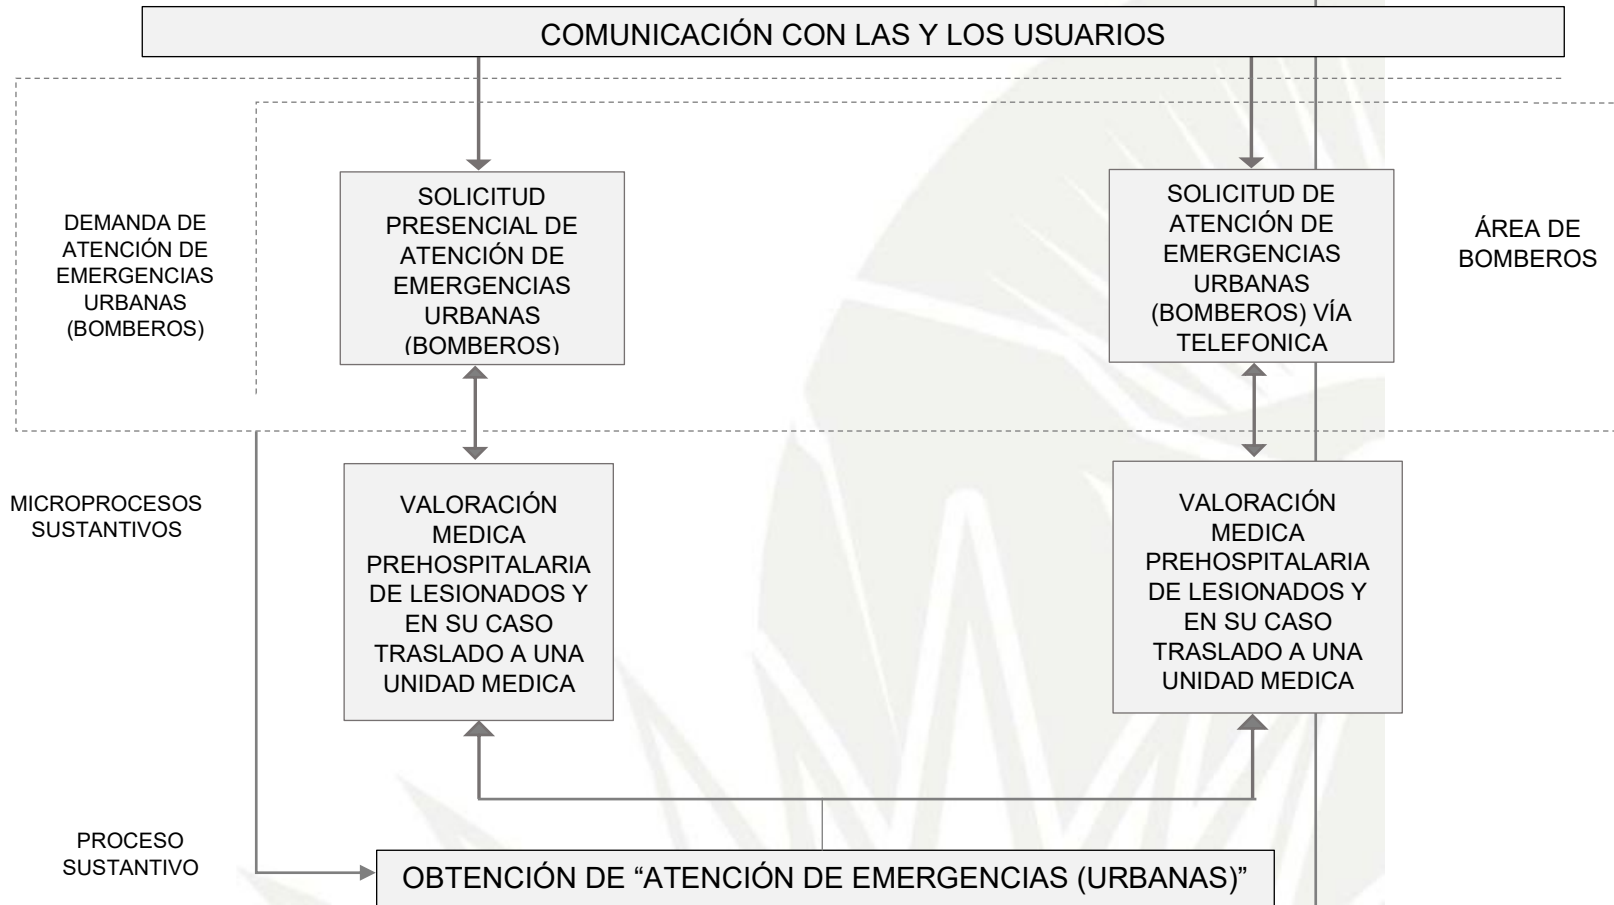 COMUNICACIÓN CON LAS Y LOS USUARIOS
DEMANDA DE
ATENCIÓN DE
EMERGENCIAS
URBANAS
(BOMBEROS)
SOLICITUD
PRESENCIAL DE
ATENCIÓN DE
EMERGENCIAS
URBANAS
(BOMBEROS)
SOLICITUD DE
ATENCIÓN DE
EMERGENCIAS
URBANAS
(BOMBEROS) VÍA
TELEFONICA
ÁREA DE
BOMBEROS
MICROPROCESOS
SUSTANTIVOS
VALORACIÓN
MEDICA
PREHOSPITALARIA
DE LESIONADOS Y
EN SU CASO
TRASLADO A UNA
UNIDAD MEDICA
VALORACIÓN
MEDICA
PREHOSPITALARIA
DE LESIONADOS Y
EN SU CASO
TRASLADO A UNA
UNIDAD MEDICA
PROCESO
SUSTANTIVO
OBTENCIÓN DE “ATENCIÓN DE EMERGENCIAS (URBANAS)”